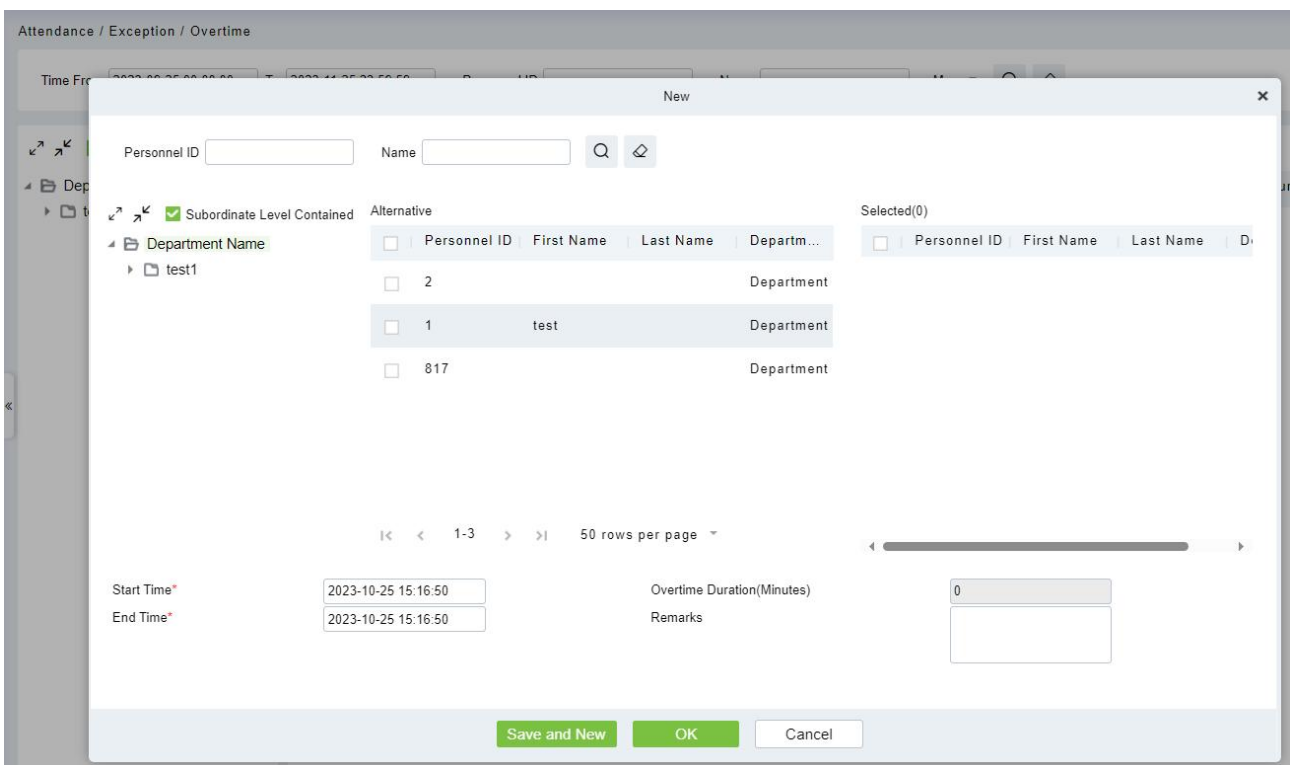 Attendance / Exception / Overtime
Time Fro
New
Personnel ID
Name
Dep
Subordinate Level Contained
Alternative
Selected(0)
Department Name
test1
Personnel ID First Name Last Name Departm...
Personnel ID First Name Last Name
2 Department
1 test Department
817 Department
1-3
50 rows per page
Start Time*
2023-10-25 15:16:50
Overtime Duration(Minutes)
0
End Time*
2023-10-25 15:16:50
Remarks
Save and New
OK
Cancel